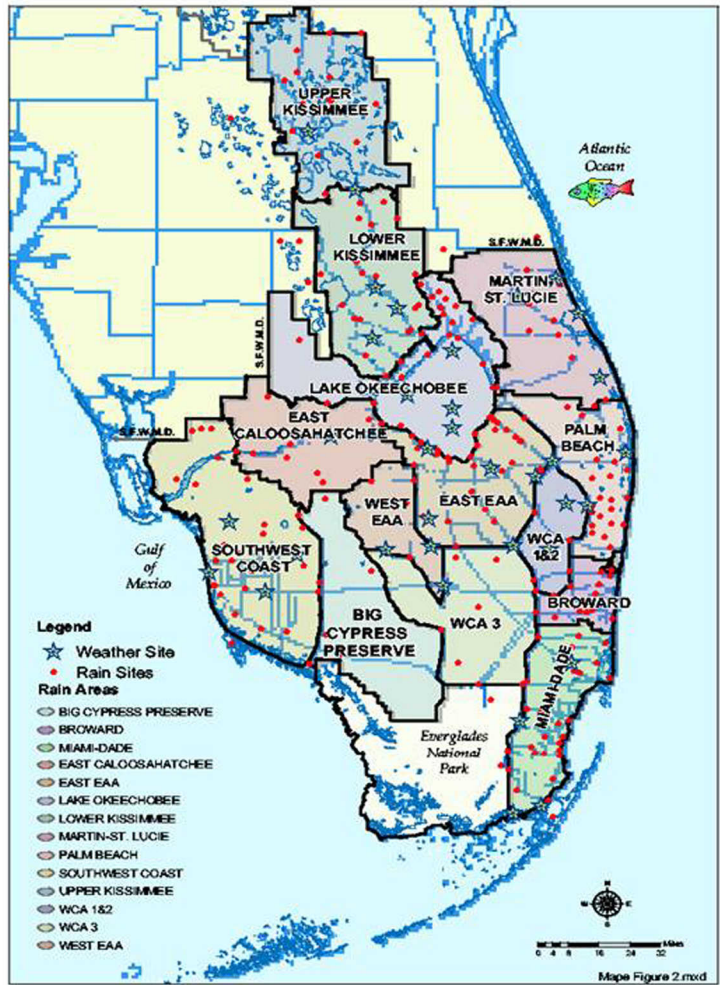 UPPER
KISSIMMEE
Atlantic
Ocean
LOWER
KISSIMMEE
S.F.W.M.D.
MARTIN-
ST. LUCIE
S.F.W.M.D.
LAKE OKEECHOBEE
EAST
CALOOSAHATCHEE
S.F.W.M.D.
PALM
BEACH
WEST
EAA
EAST EAA
WCA
1&2
Gulf
of
Mexico
SOUTHWEST
COAST
BROWARD
BIG
CYPRESS
PRESERVE
WCA 3
MIAMI-DADE
Everglades
National
Park
Legend
Weather Site
Rain Sites
Rain Areas
BIG CYPRESS PRESERVE
BROWARD
MIAMI-DADE
EAST CALOOSAHATCHEE
EAST EAA
LAKE OKEECHOBEE
LOWER KISSIMMEE
MARTIN-ST. LUCIE
PALM BEACH
SOUTHWEST COAST
UPPER KISSIMMEE
WCA 1&2
WCA 3
WEST EAA
N
W E
S
0 4 8 16 24 32 Miles
Mape Figure 2.mxd